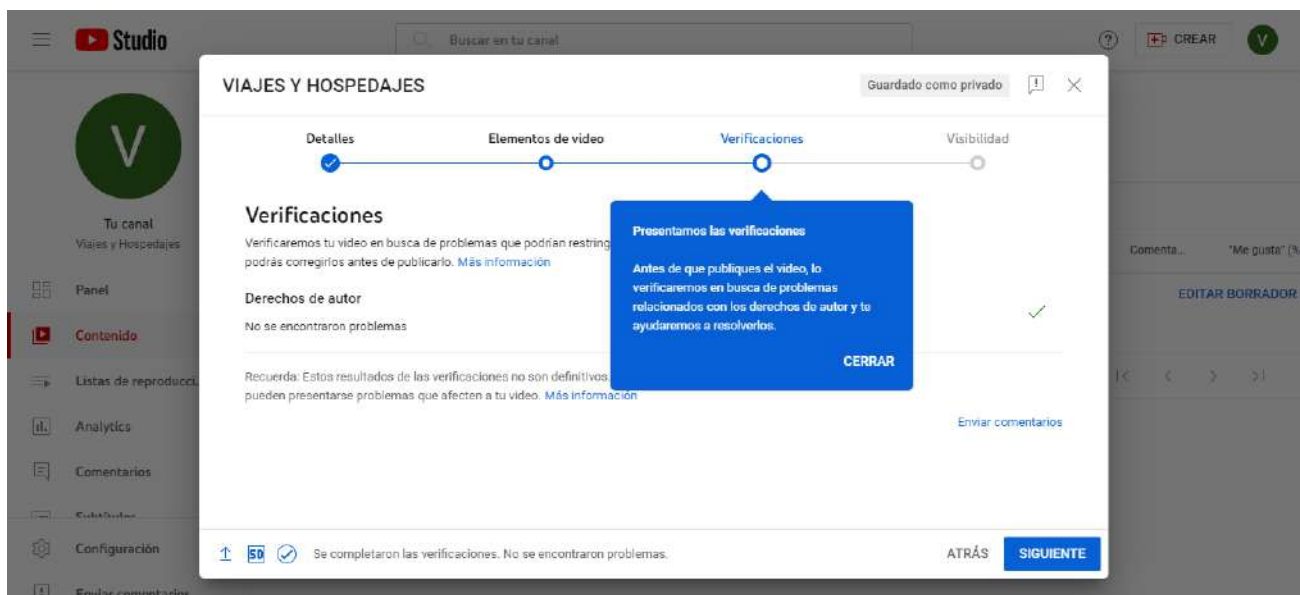 Studio
Buscar en tu canal
CREAR
V
VIAJES Y HOSPEDAJES
Guardado como privado
Detalles
Elementos de video
Verificaciones
Visibilidad
V
Tu canal
Viajes y Hospedajes
Verificaciones
Verificaremos tu video en busca de problemas que podrían restring
podrás corregirlos antes de publicarlo. Más información
Derechos de autor
No se encontraron problemas
Recuerda: Estos resultados de las verificaciones no son definitivos.
pueden presentarse problemas que afecten a tu video. Más información
Presentamos las verificaciones
Antes de que publiques el video, lo
verificaremos en busca de problemas
relacionados con los derechos de autor y te
ayudaremos a resolverlos.
CERRAR
Enviar comentarios
Comenta...
"Me gusta" (%
EDITAR BORRADOR
Panel
Contenido
Listas de reproducci.
Analytics
Comentarios
Subtítulos
Configuración
Enviar comentarios
SD
Se completaron las verificaciones. No se encontraron problemas.
ATRÁS
SIGUIENTE